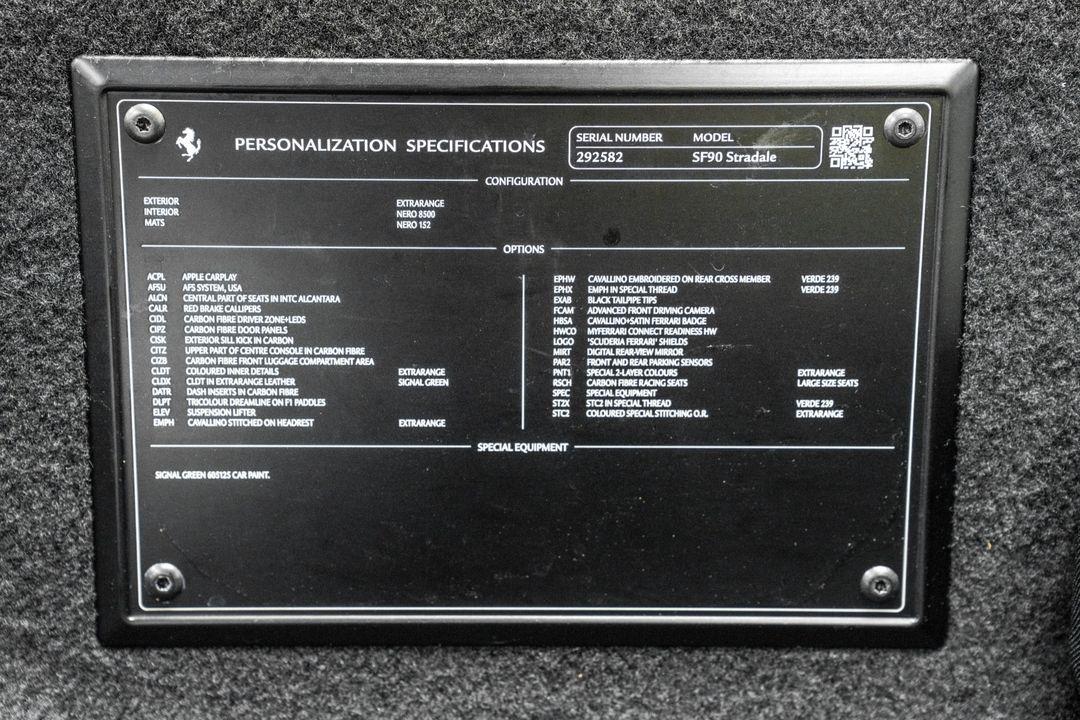 PERSONALIZATION SPECIFICATIONS
SERIAL NUMBER MODEL
292582 SF90 Stradale
CONFIGURATION
EXTERIOR EXTRARANGE
INTERIOR NERO 8500
MATS NERO 152
OPTIONS
ACPL APPLE CARPLAY
AFSU AFS SYSTEM, USA
ALCN CENTRAL PART OF SEATS IN INTC ALCANTARA
CALR RED BRAKE CALLIPERS
CIDL CARBON FIBRE DRIVER ZONE+LEDS
CIPZ CARBON FIBRE DOOR PANELS
CISK EXTERIOR SILL KICK IN CARBON
CITZ UPPER PART OF CENTRE CONSOLE IN CARBON FIBRE
CIZB CARBON FIBRE FRONT LUGGAGE COMPARTMENT AREA
CLDT COLOURED INNER DETAILS EXTRARANGE
CLDX CLDT IN EXTRARANGE LEATHER SIGNAL GREEN
DATR DASH INSERTS IN CARBON FIBRE
DLPT TRICOLOUR DREAMLINE ON F1 PADDLES
ELEV SUSPENSION LIFTER
EMPH CAVALLINO STITCHED ON HEADREST EXTRARANGE
EPHW CAVALLINO EMBROIDERED ON REAR CROSS MEMBER VERDE 239
EPHX EMPH IN SPECIAL THREAD VERDE 239
EXAB BLACK TAILPIPE TIPS
FCAM ADVANCED FRONT DRIVING CAMERA
HBSA CAVALLINO+SATIN FERRARI BADGE
HWCO MYFERRARI CONNECT READINESS HW
LOGO 'SCUDERIA FERRARI' SHIELDS
MIRT DIGITAL REAR-VIEW MIRROR
PAR2 FRONT AND REAR PARKING SENSORS
PNT1 SPECIAL 2-LAYER COLOURS EXTRARANGE
RSCH CARBON FIBRE RACING SEATS LARGE SIZE SEATS
SPEC SPECIAL EQUIPMENT
ST2X STC2 IN SPECIAL THREAD VERDE 239
STC2 COLOURED SPECIAL STITCHING O.R. EXTRARANGE
SPECIAL EQUIPMENT
SIGNAL GREEN 605125 CAR PAINT.